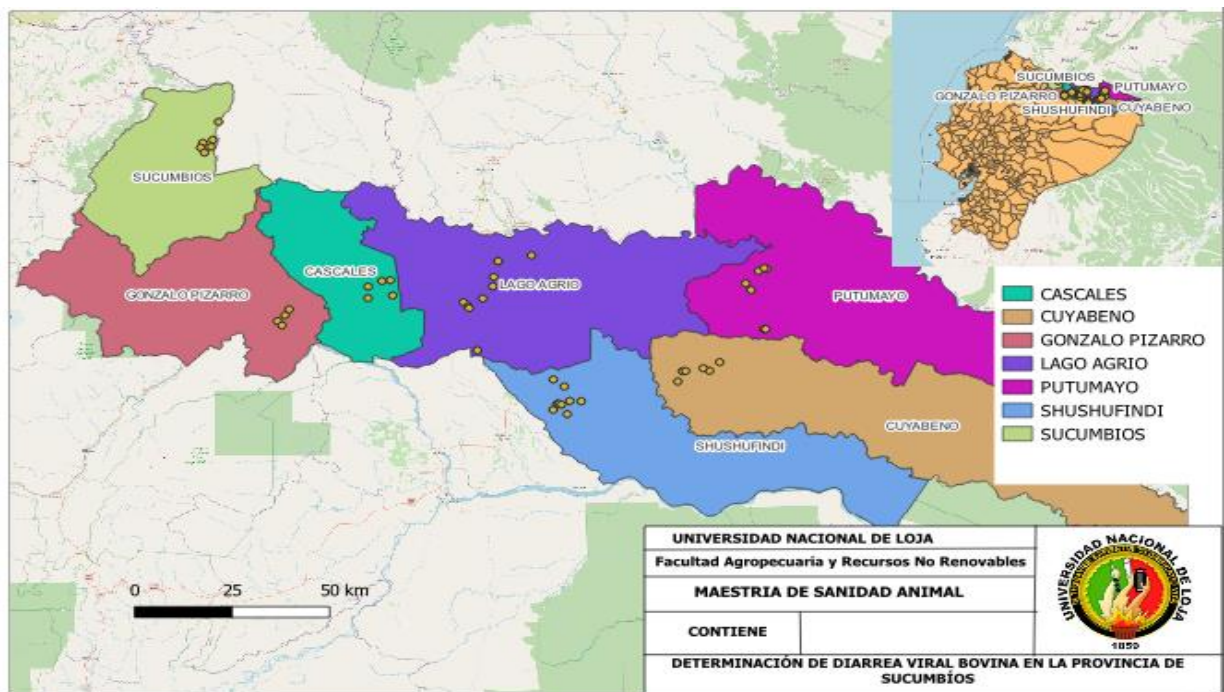 SUCUMBIOS
GONZALO PIZARRO
CASCALES
LAGO AGRIO
PUTUMAYO
CUYABENO
SHUSHUFINDI
SUCUMBIOS
PUTUMAYO
GONZALO PIZARRO
SHUSHUFINDI
CUYABENO
CASCALES
CUYABENO
GONZALO PIZARRO
LAGO AGRIO
PUTUMAYO
SHUSHUFINDI
SUCUMBIOS
0 25 50 km
UNIVERSIDAD NACIONAL DE LOJA
Facultad Agropecuaria y Recursos No Renovables
MAESTRIA DE SANIDAD ANIMAL
CONTIENE
DETERMINACIÓN DE DIARREA VIRAL BOVINA EN LA PROVINCIA DE
SUCUMBÍOS
UNIVERSIDAD NACIONAL DE LOJA
1859